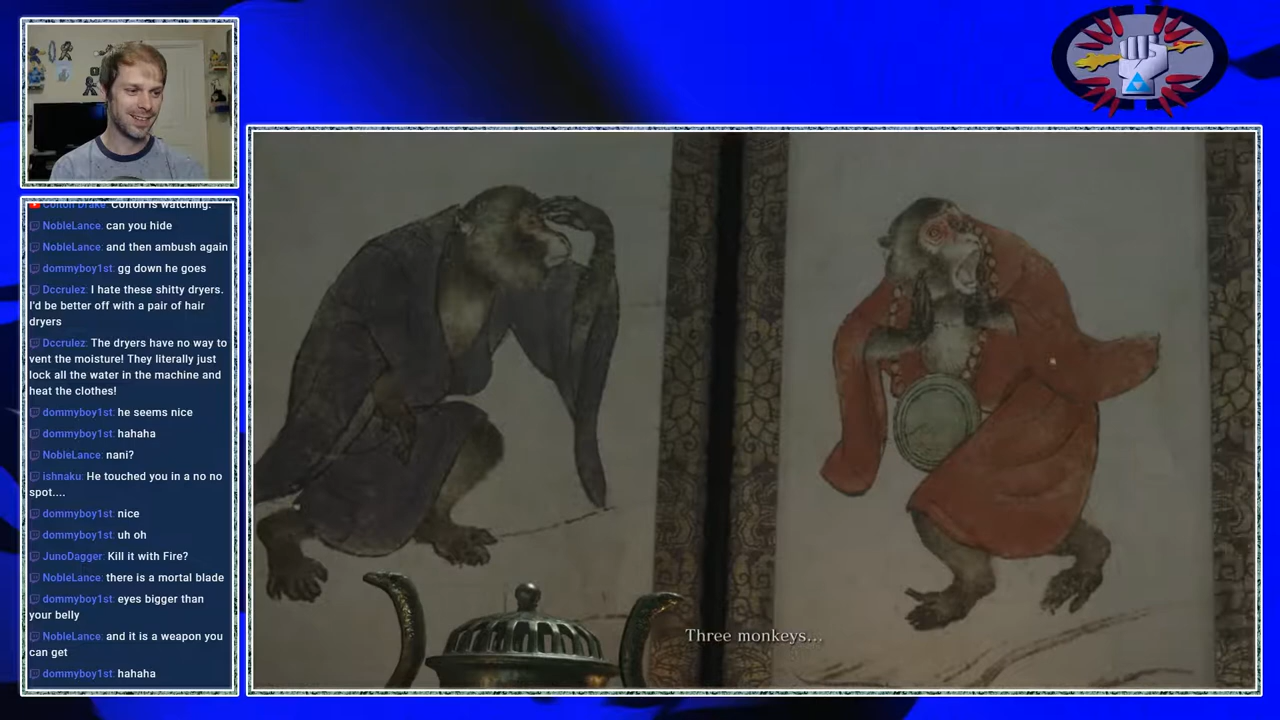 Colton Drake: Colton is watching.
NobleLance: can you hide
NobleLance: and then ambush again
dommyboy1st: gg down he goes
Dccrulez: I hate these shitty dryers.
I'd be better off with a pair of hair
dryers
Dccrulez: The dryers have no way to
vent the moisture! They literally just
lock all the water in the machine and
heat the clothes!
dommyboy1st: he seems nice
dommyboy1st: hahaha
NobleLance: nani?
ishnaku: He touched you in a no no
spot....
dommyboy1st: nice
dommyboy1st: uh oh
JunoDagger: Kill it with Fire?
NobleLance: there is a mortal blade
dommyboy1st: eyes bigger than
your belly
NobleLance: and it is a weapon you
can get
dommyboy1st: hahaha
Three monkeys...